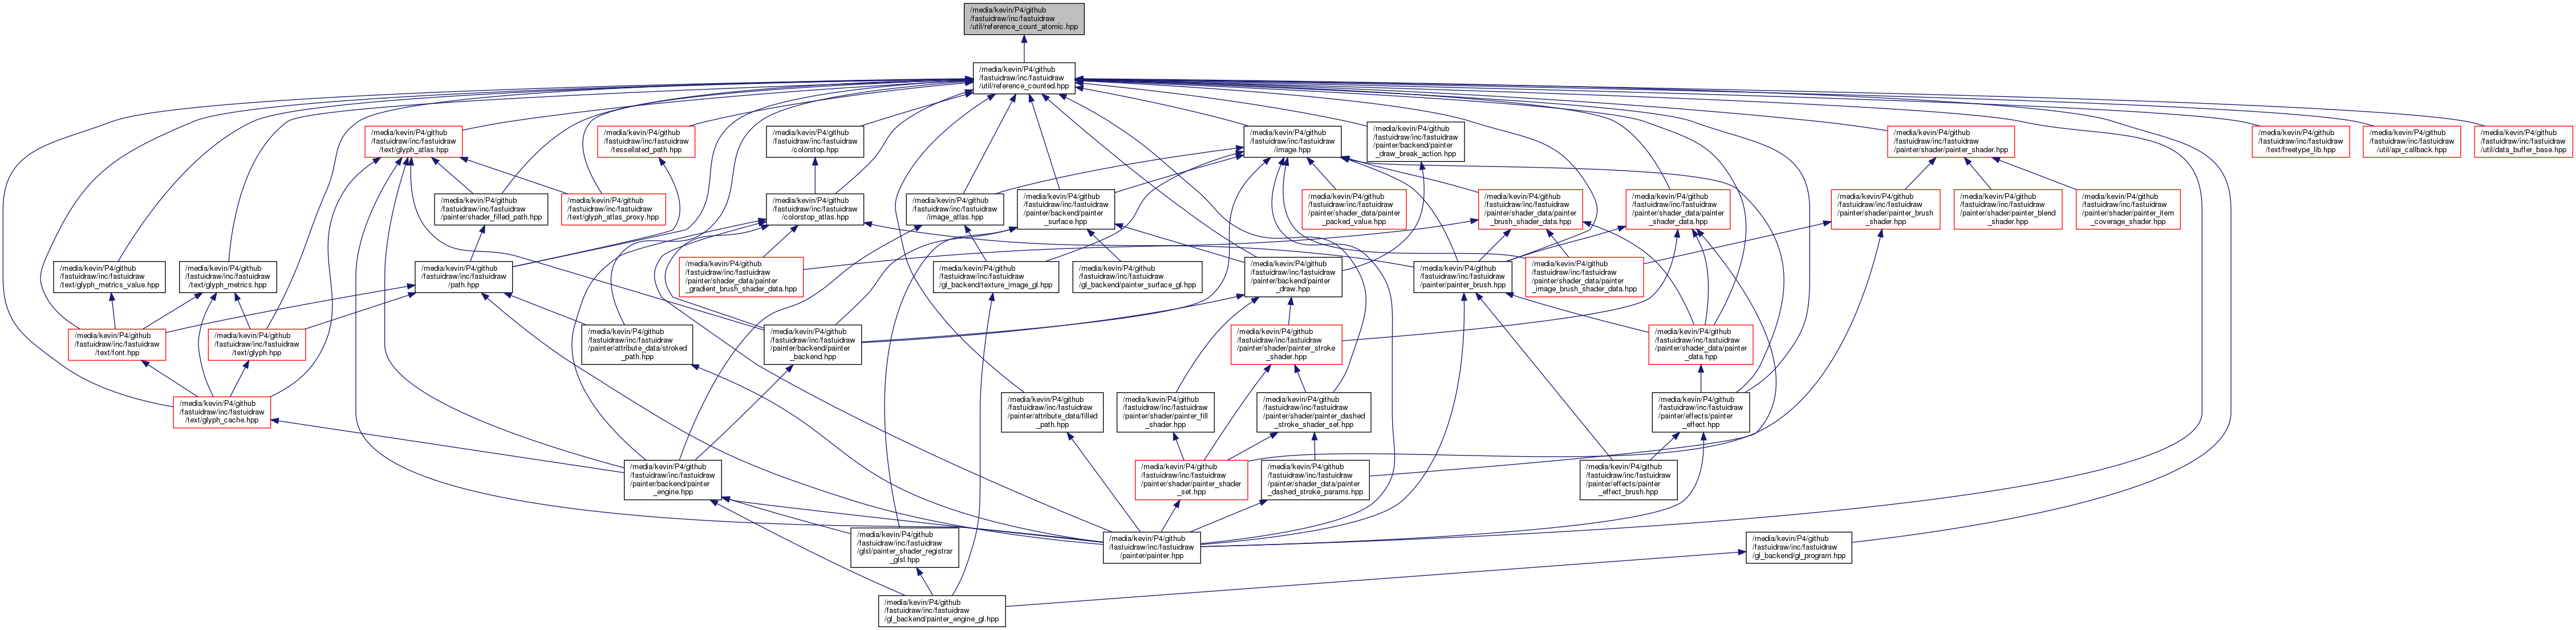 /media/kevin/P4/github
/fastuidraw/inc/fastuidraw
/util/reference_count_atomic.hpp
/media/kevin/P4/github
/fastuidraw/inc/fastuidraw
/util/reference_counted.hpp
/media/kevin/P4/github
/fastuidraw/inc/fastuidraw
/text/glyph_atlas.hpp
/media/kevin/P4/github
/fastuidraw/inc/fastuidraw
/tessellated_path.hpp
/media/kevin/P4/github
/fastuidraw/inc/fastuidraw
/colorstop.hpp
/media/kevin/P4/github
/fastuidraw/inc/fastuidraw
/image.hpp
/media/kevin/P4/github
/fastuidraw/inc/fastuidraw
/painter/backend/painter
_draw_break_action.hpp
/media/kevin/P4/github
/fastuidraw/inc/fastuidraw
/painter/shader/painter_shader.hpp
/media/kevin/P4/github
/fastuidraw/inc/fastuidraw
/text/freetype_lib.hpp
/media/kevin/P4/github
/fastuidraw/inc/fastuidraw
/util/api_callback.hpp
/media/kevin/P4/github
/fastuidraw/inc/fastuidraw
/util/data_buffer_base.hpp
/media/kevin/P4/github
/fastuidraw/inc/fastuidraw
/painter/shader_filled_path.hpp
/media/kevin/P4/github
/fastuidraw/inc/fastuidraw
/text/glyph_atlas_proxy.hpp
/media/kevin/P4/github
/fastuidraw/inc/fastuidraw
/colorstop_atlas.hpp
/media/kevin/P4/github
/fastuidraw/inc/fastuidraw
/image_atlas.hpp
/media/kevin/P4/github
/fastuidraw/inc/fastuidraw
/painter/backend/painter
_surface.hpp
/media/kevin/P4/github
/fastuidraw/inc/fastuidraw
/painter/shader_data/painter
_packed_value.hpp
/media/kevin/P4/github
/fastuidraw/inc/fastuidraw
/painter/shader_data/painter
_brush_shader_data.hpp
/media/kevin/P4/github
/fastuidraw/inc/fastuidraw
/painter/shader_data/painter
_shader_data.hpp
/media/kevin/P4/github
/fastuidraw/inc/fastuidraw
/painter/shader/painter_brush
_shader.hpp
/media/kevin/P4/github
/fastuidraw/inc/fastuidraw
/painter/shader/painter_blend
_shader.hpp
/media/kevin/P4/github
/fastuidraw/inc/fastuidraw
/painter/shader/painter_item
_coverage_shader.hpp
/media/kevin/P4/github
/fastuidraw/inc/fastuidraw
/text/glyph_metrics_value.hpp
/media/kevin/P4/github
/fastuidraw/inc/fastuidraw
/text/glyph_metrics.hpp
/media/kevin/P4/github
/fastuidraw/inc/fastuidraw
/path.hpp
/media/kevin/P4/github
/fastuidraw/inc/fastuidraw
/painter/shader_data/painter
_gradient_brush_shader_data.hpp
/media/kevin/P4/github
/fastuidraw/inc/fastuidraw
/gl_backend/texture_image_gl.hpp
/media/kevin/P4/github
/fastuidraw/inc/fastuidraw
/gl_backend/painter_surface_gl.hpp
/media/kevin/P4/github
/fastuidraw/inc/fastuidraw
/painter/backend/painter
_draw.hpp
/media/kevin/P4/github
/fastuidraw/inc/fastuidraw
/painter/painter_brush.hpp
/media/kevin/P4/github
/fastuidraw/inc/fastuidraw
/painter/shader_data/painter
_image_brush_shader_data.hpp
/media/kevin/P4/github
/fastuidraw/inc/fastuidraw
/text/font.hpp
/media/kevin/P4/github
/fastuidraw/inc/fastuidraw
/text/glyph.hpp
/media/kevin/P4/github
/fastuidraw/inc/fastuidraw
/painter/attribute_data/stroked
_path.hpp
/media/kevin/P4/github
/fastuidraw/inc/fastuidraw
/painter/backend/painter
_backend.hpp
/media/kevin/P4/github
/fastuidraw/inc/fastuidraw
/painter/shader/painter_stroke
_shader.hpp
/media/kevin/P4/github
/fastuidraw/inc/fastuidraw
/painter/shader_data/painter
_data.hpp
/media/kevin/P4/github
/fastuidraw/inc/fastuidraw
/text/glyph_cache.hpp
/media/kevin/P4/github
/fastuidraw/inc/fastuidraw
/painter/attribute_data/filled
_path.hpp
/media/kevin/P4/github
/fastuidraw/inc/fastuidraw
/painter/shader/painter_fill
_shader.hpp
/media/kevin/P4/github
/fastuidraw/inc/fastuidraw
/painter/shader/painter_dashed
_stroke_shader_set.hpp
/media/kevin/P4/github
/fastuidraw/inc/fastuidraw
/painter/effects/painter
_effect.hpp
/media/kevin/P4/github
/fastuidraw/inc/fastuidraw
/painter/backend/painter
_engine.hpp
/media/kevin/P4/github
/fastuidraw/inc/fastuidraw
/painter/shader/painter_shader
_set.hpp
/media/kevin/P4/github
/fastuidraw/inc/fastuidraw
/painter/shader_data/painter
_dashed_stroke_params.hpp
/media/kevin/P4/github
/fastuidraw/inc/fastuidraw
/painter/effects/painter
_effect_brush.hpp
/media/kevin/P4/github
/fastuidraw/inc/fastuidraw
/glsl/painter_shader_registrar
_glsl.hpp
/media/kevin/P4/github
/fastuidraw/inc/fastuidraw
/painter/painter.hpp
/media/kevin/P4/github
/fastuidraw/inc/fastuidraw
/gl_backend/gl_program.hpp
/media/kevin/P4/github
/fastuidraw/inc/fastuidraw
/gl_backend/painter_engine_gl.hpp